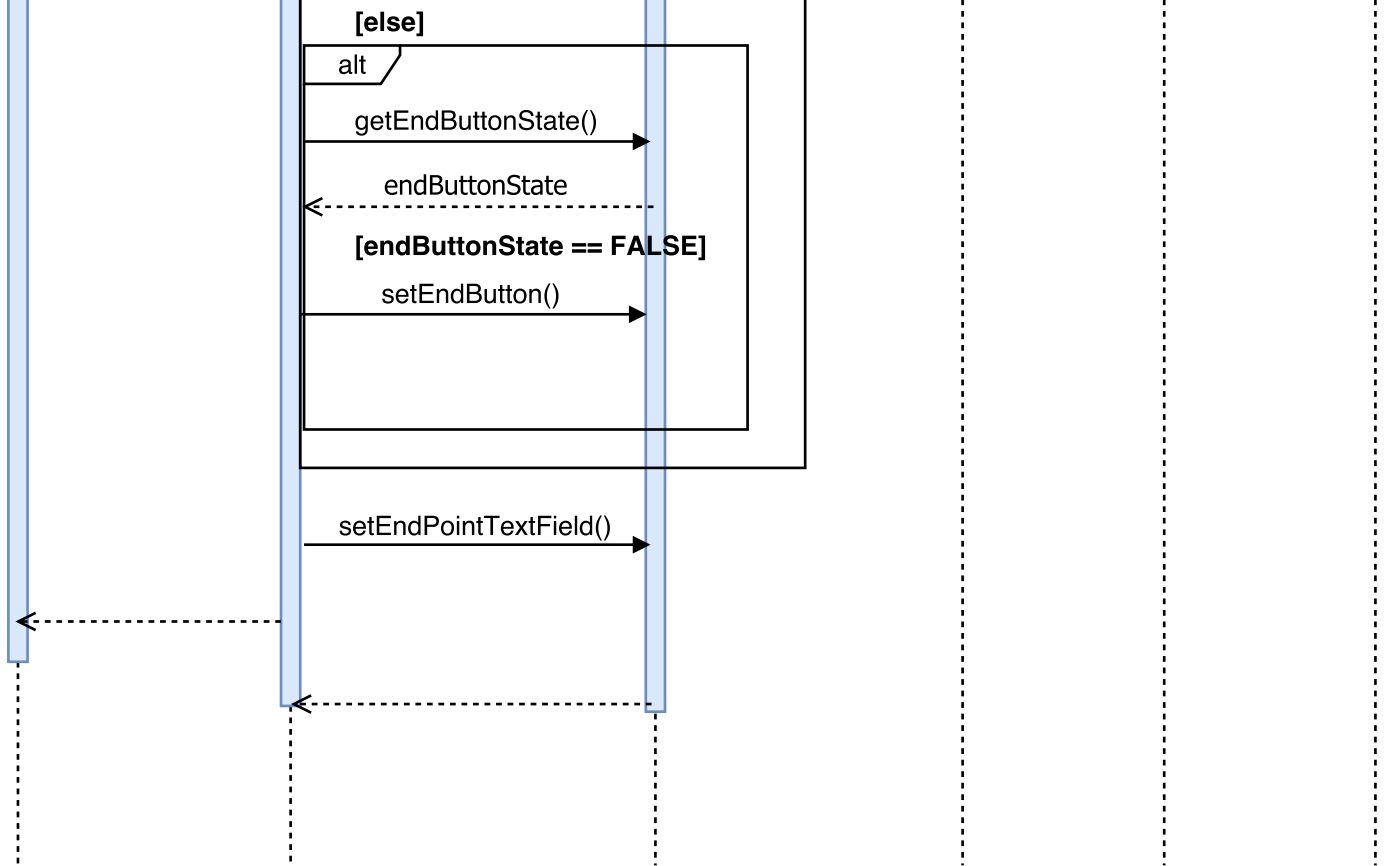 [else]
alt
getEndButtonState()
endButtonState
[endButtonState == FALSE]
setEndButton()
setEndPointTextField()